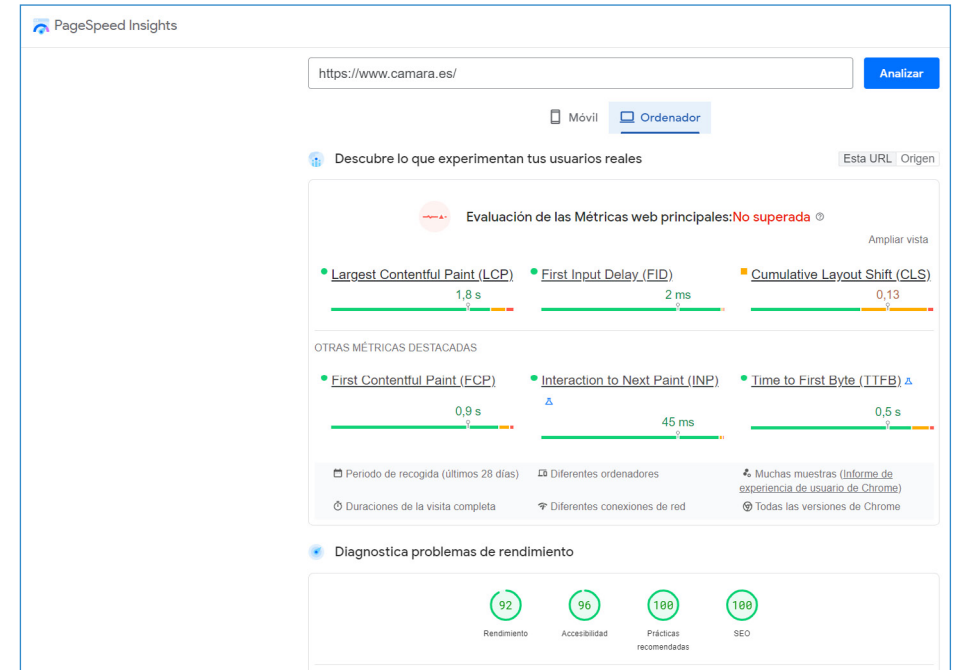 PageSpeed Insights
https://www.camara.es/
Analizar
Móvil
Ordenador
Descubre lo que experimentan tus usuarios reales
Esta URL Origen
Evaluación de las Métricas web principales:No superada
Ampliar vista
Largest Contentful Paint (LCP)
1,8 s
First Input Delay (FID)
2 ms
Cumulative Layout Shift (CLS)
0,13
OTRAS MÉTRICAS DESTACADAS
First Contentful Paint (FCP)
0,9 s
Interaction to Next Paint (INP)
45 ms
Time to First Byte (TTFB)
0,5 s
Periodo de recogida (últimos 28 días)
Diferentes ordenadores
Muchas muestras (Informe de
experiencia de usuario de Chrome)
Duraciones de la visita completa
Diferentes conexiones de red
Todas las versiones de Chrome
Diagnostica problemas de rendimiento
92
Rendimiento
96
Accesibilidad
100
Prácticas
recomendadas
100
SEO